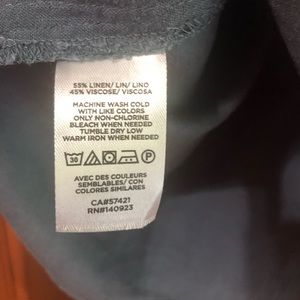 55% LINEN/ LIN/ LINO
45% VISCOSE/ VISCOSA
MACHINE WASH COLD
WITH LIKE COLORS
ONLY NON-CHLORINE
BLEACH WHEN NEEDED
TUMBLE DRY LOW
WARM IRON WHEN NEEDED
30 P
AVEC DES COULEURS
SEMBLABLES/ CON
COLORES SIMILARES
CA#57421
RN#140923